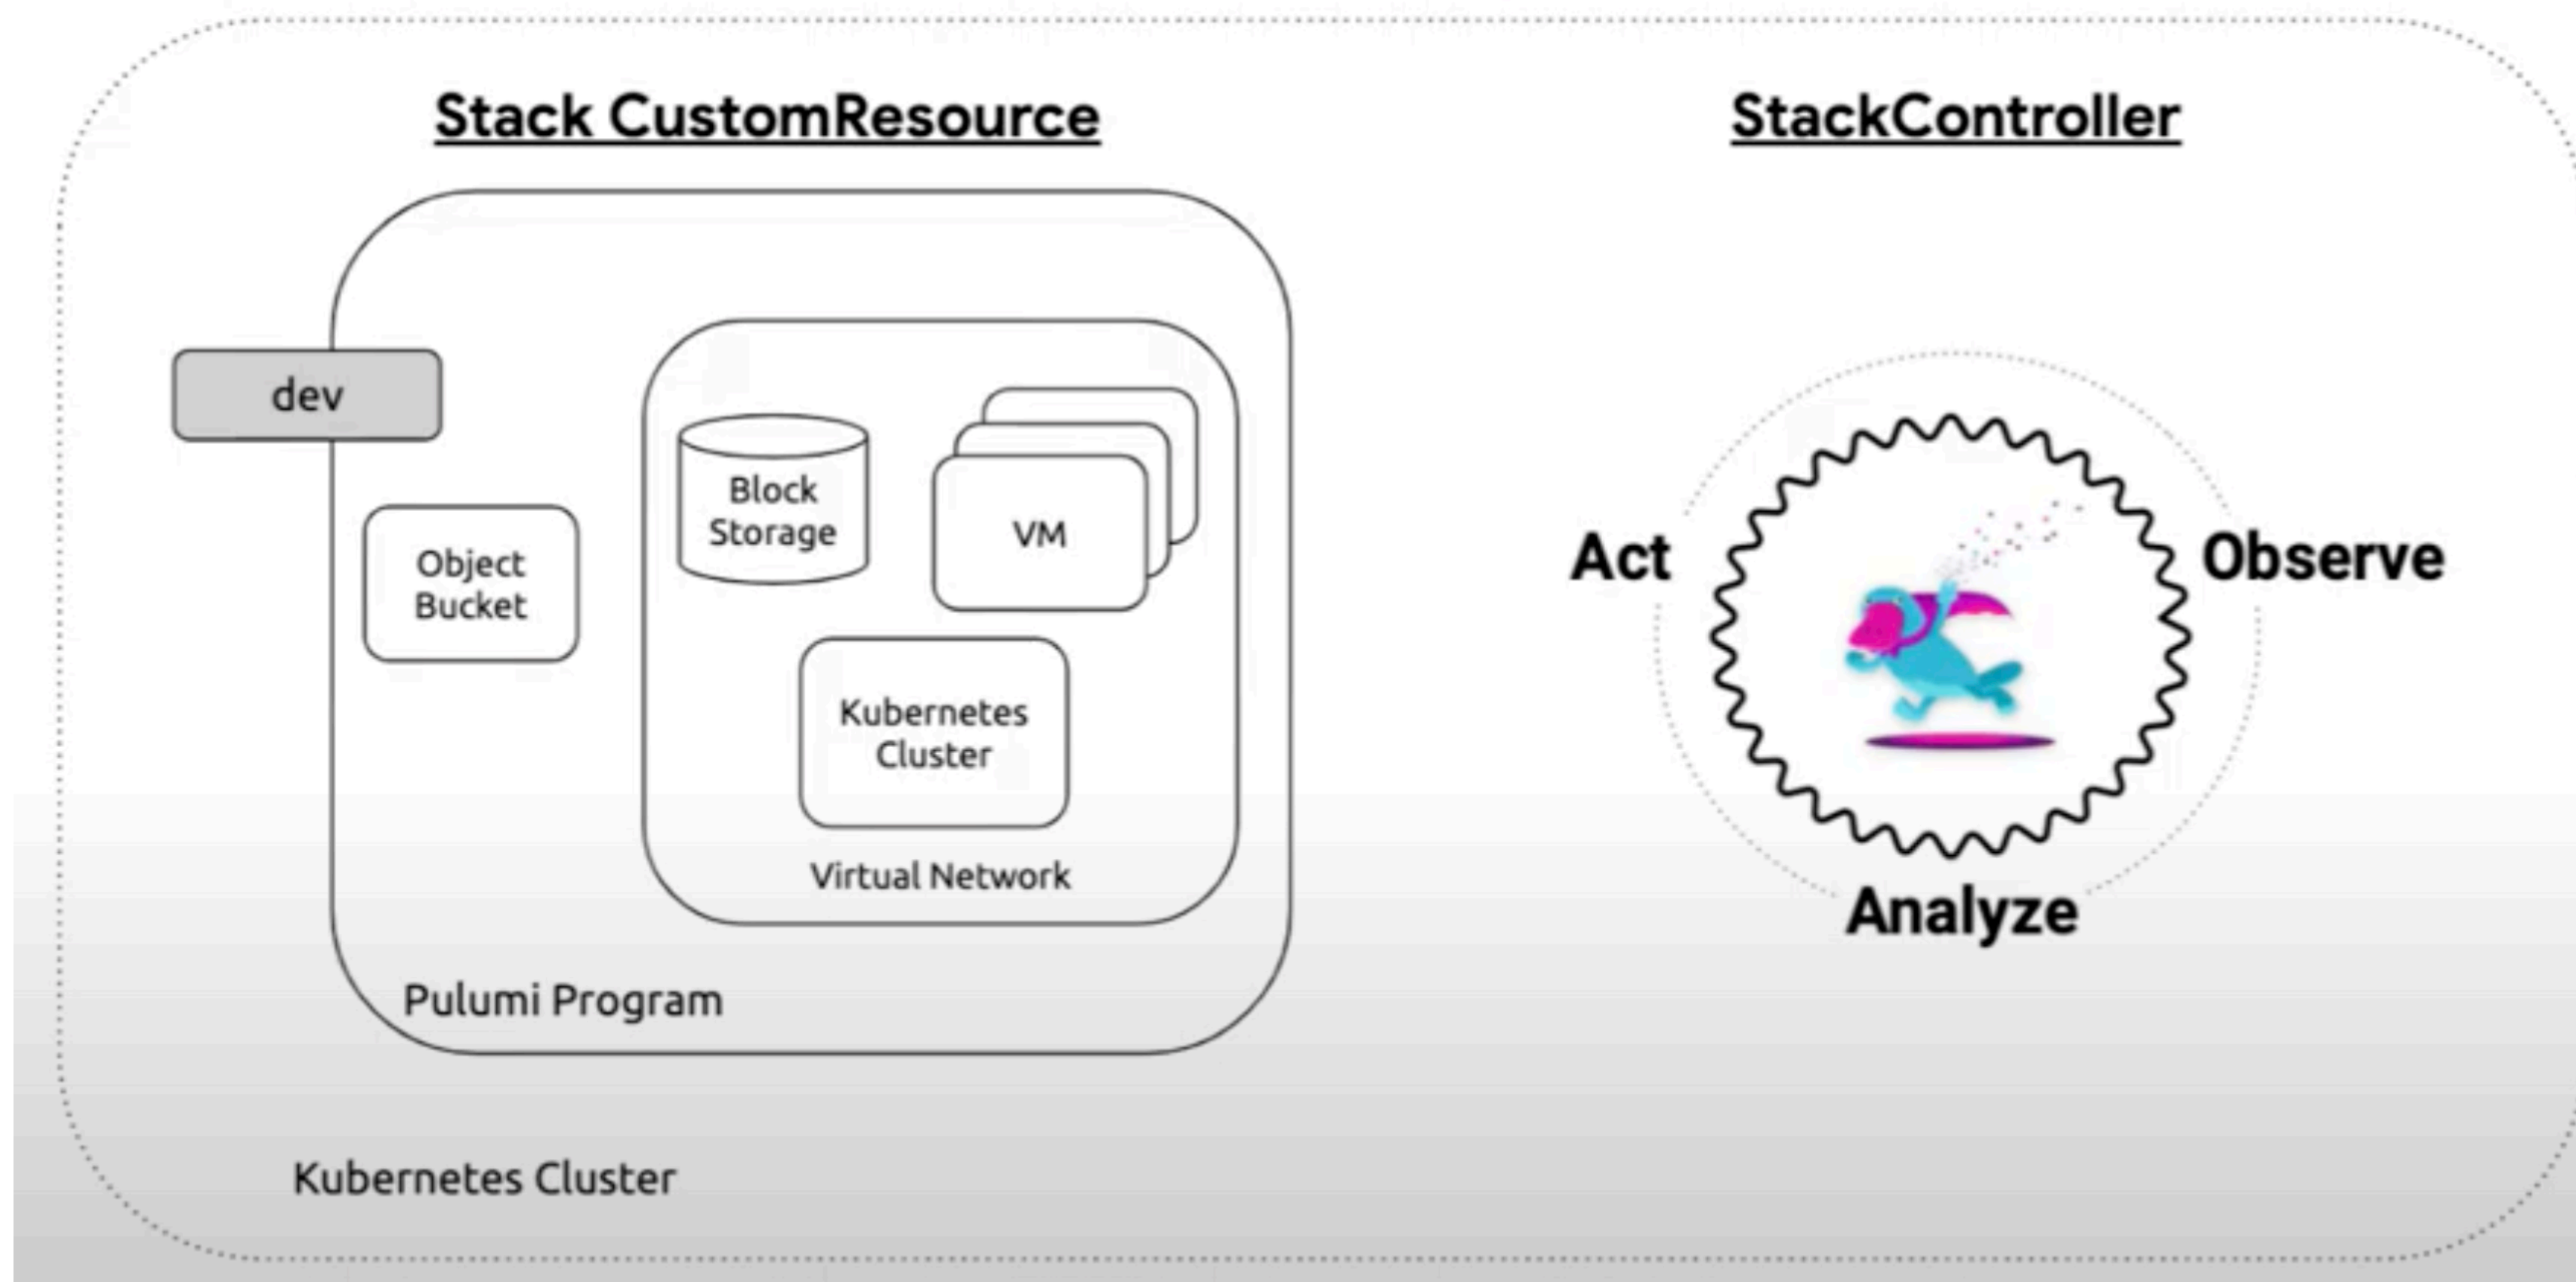 Stack CustomResource
StackController
dev
Object
Bucket
Block
Storage
VM
Kubernetes
Cluster
Virtual Network
Pulumi Program
Kubernetes Cluster
Act
Observe
Analyze